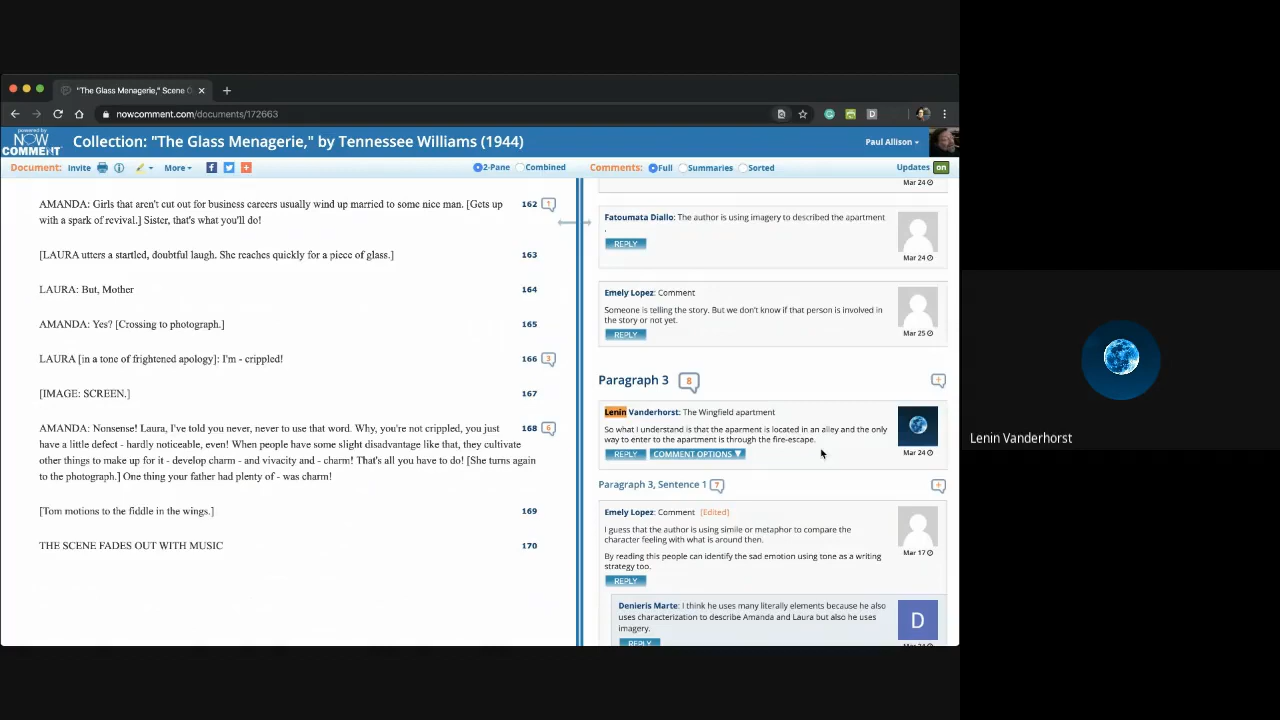 "The Glass Menagerie," Scene O
nowcomment.com/documents/172663
powered by
NOW
COMMENT
Collection: "The Glass Menagerie," by Tennessee Williams (1944)
Paul Allison
Document: Invite More 2-Pane Combined
Comments: Full Summaries Sorted Updates on
AMANDA: Girls that aren't cut out for business careers usually wind up married to some nice man. [Gets up 162 1
with a spark of revival.] Sister, that's what you'll do!
[LAURA utters a startled, doubtful laugh. She reaches quickly for a piece of glass.] 163
LAURA: But, Mother 164
AMANDA: Yes? [Crossing to photograph.] 165
LAURA [in a tone of frightened apology]: I'm - crippled! 166 3
[IMAGE: SCREEN.] 167
AMANDA: Nonsense! Laura, I've told you never, never to use that word. Why, you're not crippled, you just 168 6
have a little defect - hardly noticeable, even! When people have some slight disadvantage like that, they cultivate
other things to make up for it - develop charm - and vivacity and - charm! That's all you have to do! [She turns again
to the photograph.] One thing your father had plenty of - was charm!
[Tom motions to the fiddle in the wings.] 169
THE SCENE FADES OUT WITH MUSIC 170
Mar 24
Fatoumata Diallo: The author is using imagery to described the apartment
.
REPLY
Mar 24
Emely Lopez: Comment
Someone is telling the story. But we don't know if that person is involved in
the story or not yet.
REPLY
Mar 25
Paragraph 3 8
Lenin Vanderhorst: The Wingfield apartment
So what I understand is that the aparment is located in an alley and the only
way to enter to the apartment is through the fire-escape.
REPLY COMMENT OPTIONS
Mar 24
Paragraph 3, Sentence 1 7
Emely Lopez: Comment [Edited]
I guess that the author is using simile or metaphor to compare the
character feeling with what is around then.
By reading this people can identify the sad emotion using tone as a writing
strategy too.
REPLY
Mar 17
Denieris Marte: I think he uses many literally elements because he also
uses characterization to describe Amanda and Laura but also he uses
imagery.
REPLY
D
Mar 24
Lenin Vanderhorst